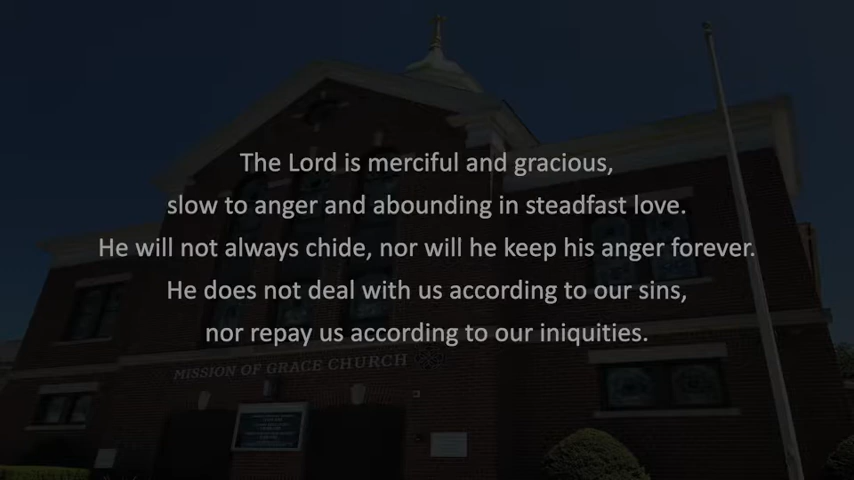 The Lord is merciful and gracious,
slow to anger and abounding in steadfast love.
He will not always chide, nor will he keep his anger forever.
He does not deal with us according to our sins,
nor repay us according to our iniquities.
MISSION OF GRACE CHURCH